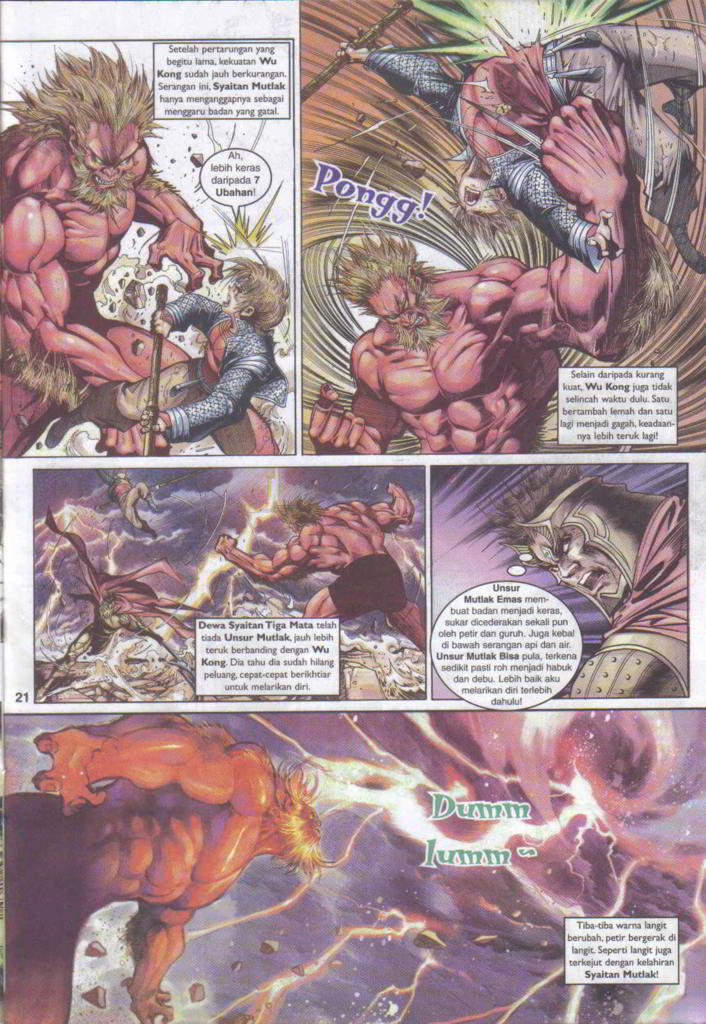 Setelah pertarungan yang
begitu lama, kekuatan Wu
Kong sudah jauh berkurangan.
Serangan ini, Syaitan Mutlak
hanya menganggapnya sebagai
menggaru badan yang gatal.
Ah,
lebih keras
daripada 7
Ubahan!
Pongg!
Selain daripada kurang
kuat, Wu Kong juga tidak
selincah waktu dulu. Satu
bertambah lemah dan satu
lagi menjadi gagah, keadaan-
nya lebih teruk lagi!
Dewa Syaitan Tiga Mata telah
tiada Unsur Mutlak, jauh lebih
teruk berbanding dengan Wu
Kong. Dia tahu dia sudah hilang
peluang, cepat-cepat berikhtiar
untuk melarikan diri.
Unsur
Mutlak Emas mem-
buat badan menjadi keras,
sukar dicederakan sekali pun
oleh petir dan guruh. Juga kebal
di bawah serangan api dan air.
Unsur Mutlak Bisa pula, terkena
sedikit pasti roh menjadi habuk
dan debu. Lebih baik aku
melarikan diri terlebih
dahulu!
21
Dumm
lumm~
Tiba-tiba warna langit
berubah, petir bergerak di
langit. Seperti langit juga
terkejut dengan kelahiran
Syaitan Mutlak!